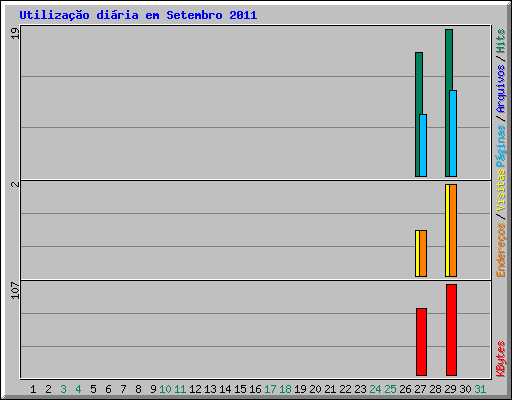 Utilização diária em Setembro 2011
19
2
107
Endereços / Visitas Páginas / Arquivos / Hits
KBytes
1 2 3 4 5 6 7 8 9 10 11 12 13 14 15 16 17 18 19 20 21 22 23 24 25 26 27 28 29 30 31